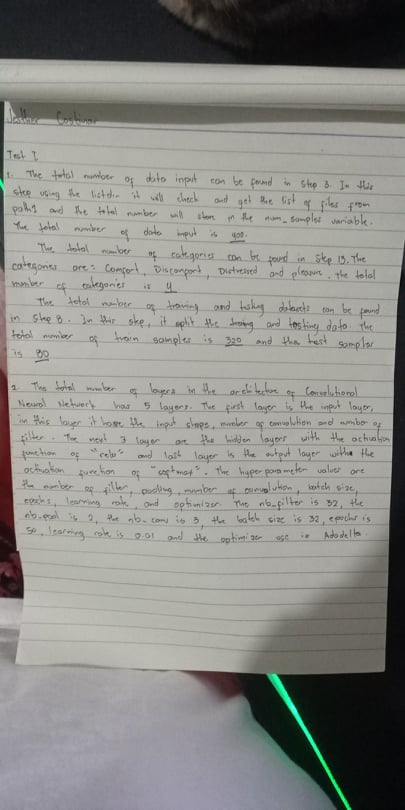 Costinar
Test I
1. The total number of data input can be found in Step 3. In this
step using the listdir it will check and get the list of files from
path1 and the total number will store in the num_samples variable.
The total number of data input is 400.
The total number of categories can be found in Step 13. The
categories are: Comfort, Discomfort, Distressed and pleasure, the total
number of categories is 4
The total number of training and testing datasets can be found
in Step 8. In this step, it split the training and testing data. The
total number of train samples is 320 and the test samples
is 80
2. The total number of layers in the architecture of Convolutional
Neural Network has 5 layers. The first layer is the input layer,
in this layer it have the input shape, number of convolution and number of
filter. The next 3 layer are the hidden layers with the activation
function of "relu" and last layer is the output layer with the
activation function of "softmax". The hyperparameter values are
the number of filter, pooling, number of convolution, batch size,
epochs, learning rate, and optimizer. The nb_filter is 32, the
nb-pool is 2, the nb-conv is 3, the batch size is 32, epochs is
50, learning rate is 0.01 and the optimizer use is Adadelta.